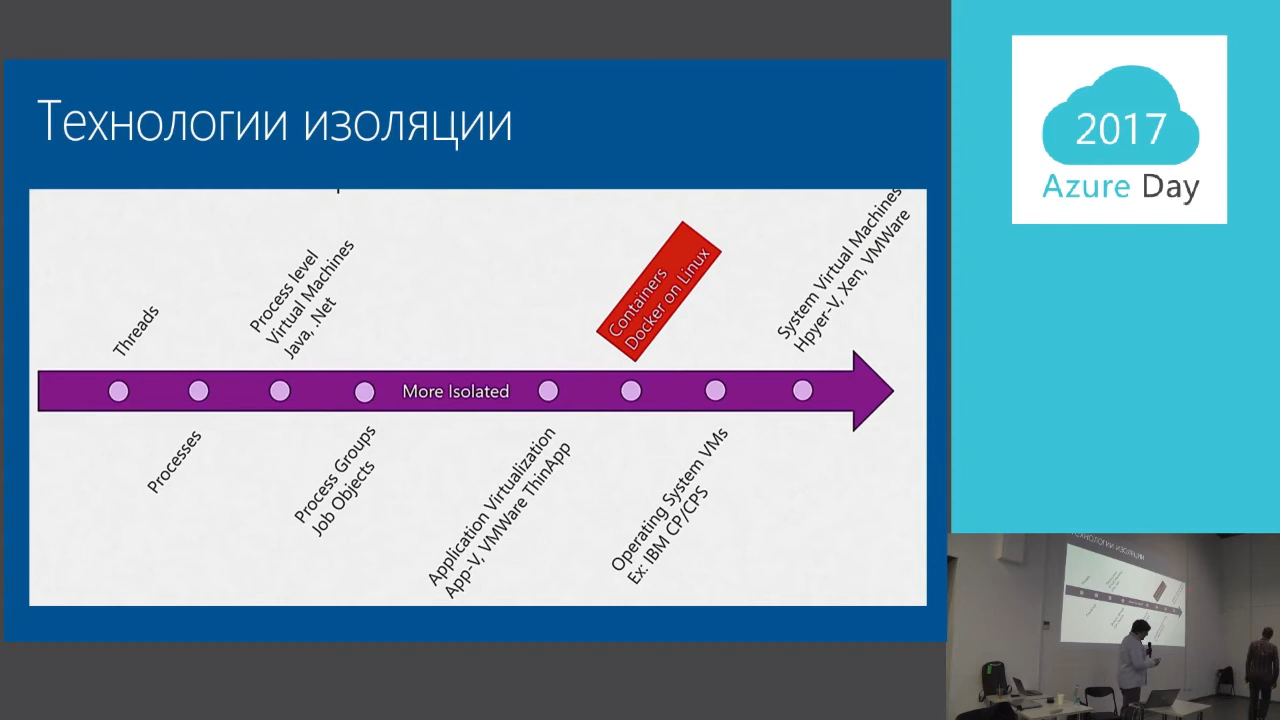 Технологии изоляции
Threads
Processes
Process level
Virtual Machines
Java, .Net
Process Groups
Job Objects
More Isolated
Application Virtualization
App-V, VMWare ThinApp
Containers
Docker on Linux
Operating System VMs
Ex: IBM CP/CPS
System Virtual Machines
Hpyer-V, Xen, VMWare
2017
Azure Day